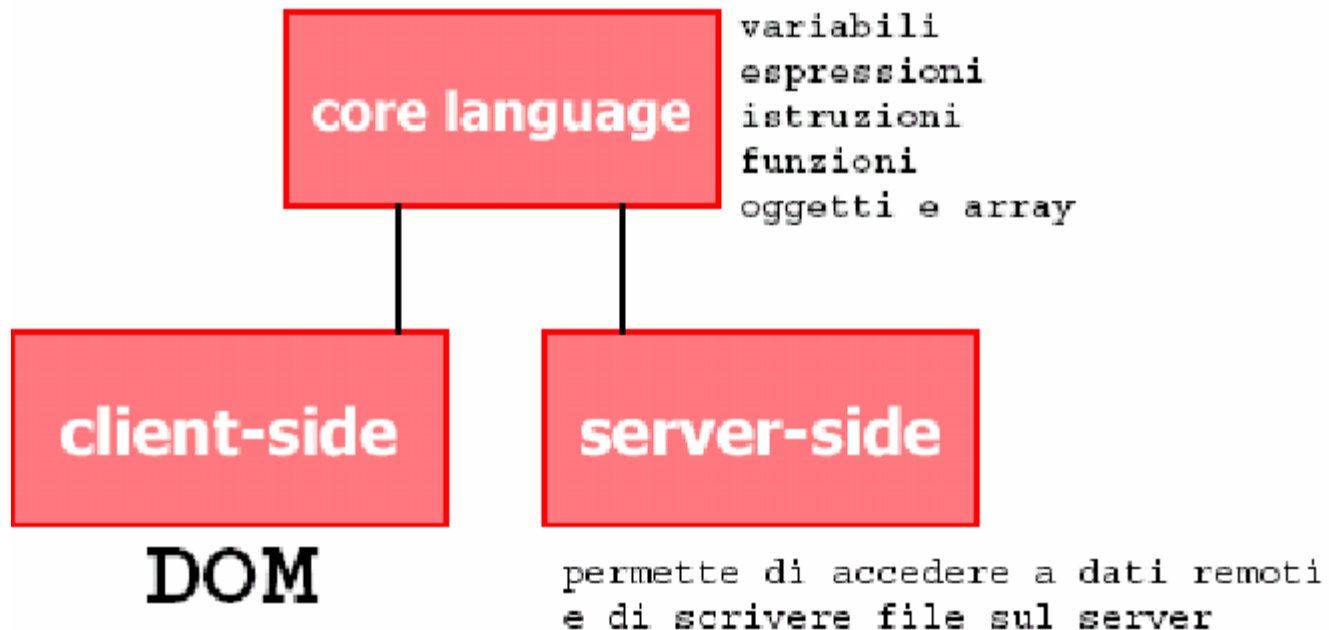 variabili
espressioni
core language
istruzioni
funzioni
oggetti e array
client-side
server-side
DOM
permette di accedere a dati remoti
e di scrivere file sul server